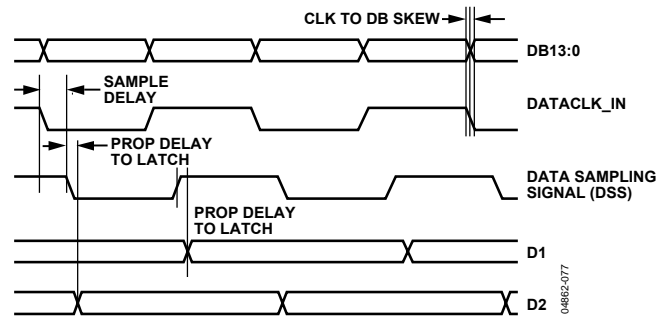 CLK TO DB SKEW
DB13:0
SAMPLE
DELAY
DATACLK_IN
PROP DELAY
TO LATCH
DATA SAMPLING
SIGNAL (DSS)
PROP DELAY
TO LATCH
D1
D2
04862-077